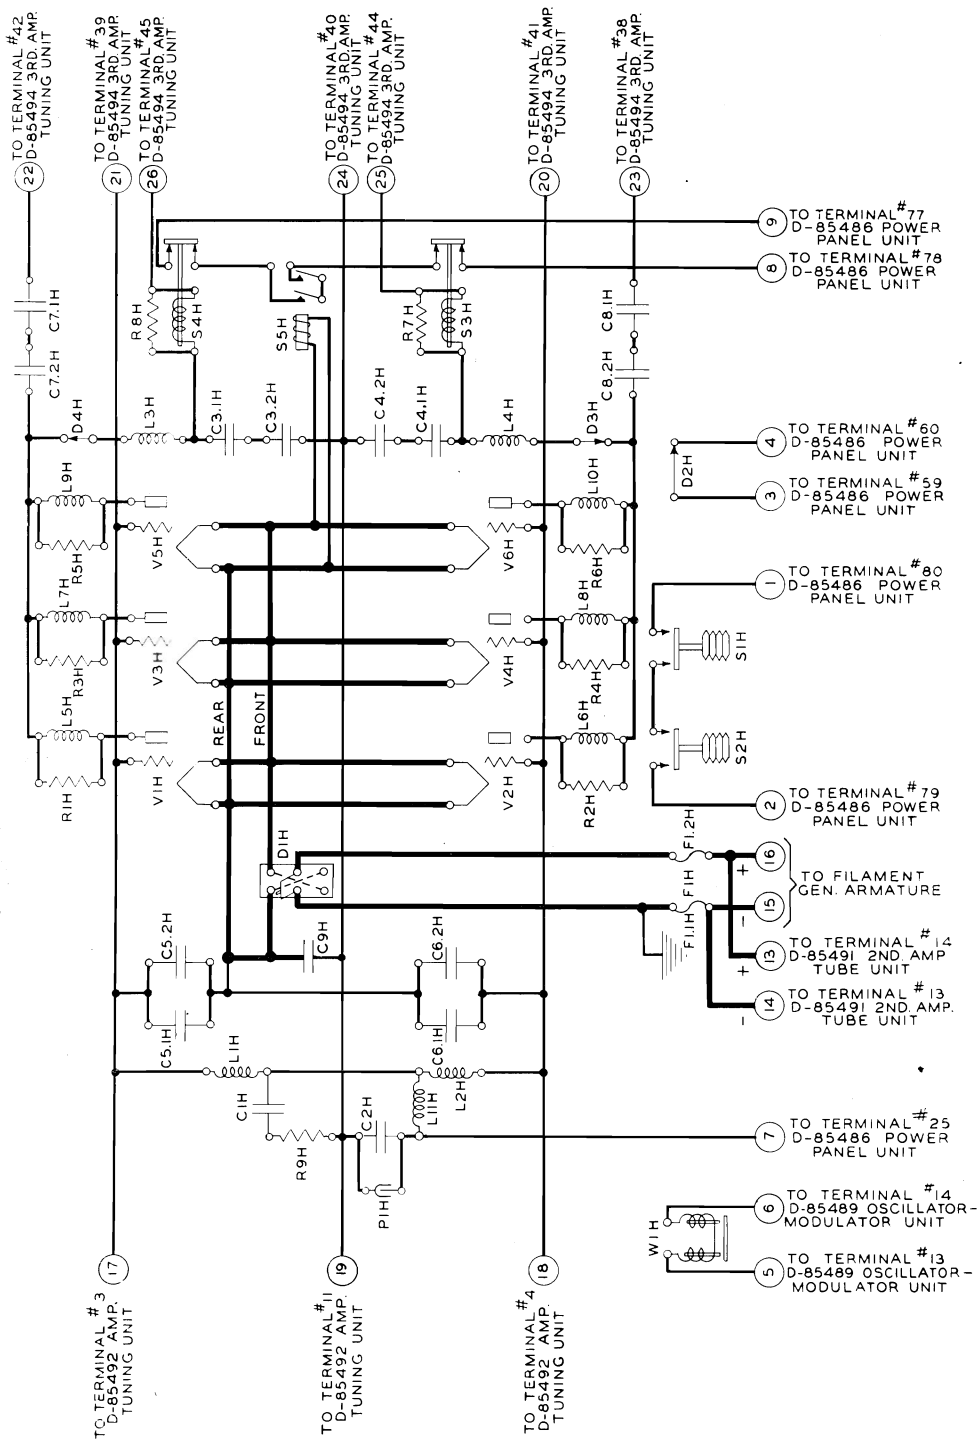 TO TERMINAL #42
D-85494 3RD. AMP.
TUNING UNIT
22
TO TERMINAL #39
D-85494 3RD. AMP.
TUNING UNIT
21
TO TERMINAL #45
D-85494 3RD. AMP.
TUNING UNIT
26
TO TERMINAL #40
D-85494 3RD. AMP.
TUNING UNIT
24
TO TERMINAL #44
D-85494 3RD. AMP.
TUNING UNIT
25
TO TERMINAL #41
D-85494 3RD. AMP.
TUNING UNIT
20
TO TERMINAL #38
D-85494 3RD. AMP.
TUNING UNIT
23
9
TO TERMINAL #77
D-85486 POWER
PANEL UNIT
8
TO TERMINAL #78
D-85486 POWER
PANEL UNIT
C7.1H
C7.2H
R8H
S4H
S5H
R7H
S3H
C8.1H
C8.2H
D4H
L3H
C3.1H
C3.2H
C4.2H
C4.1H
L4H
D3H
4
TO TERMINAL #60
D-85486 POWER
PANEL UNIT
D2H
3
TO TERMINAL #59
D-85486 POWER
PANEL UNIT
L9H
R5H
V5H
V6H
L10H
R6H
L7H
R3H
V3H
V4H
L8H
R4H
1
TO TERMINAL #80
D-85486 POWER
PANEL UNIT
S1H
S2H
2
TO TERMINAL #79
D-85486 POWER
PANEL UNIT
L5H
R1H
V1H
REAR
FRONT
V2H
L6H
R2H
D1H
F1.2H
F1H
F1.1H
+
16
-
15
TO FILAMENT
GEN. ARMATURE
+
13
TO TERMINAL #14
D-85491 2ND. AMP
TUBE UNIT
-
14
TO TERMINAL #13
D-85491 2ND. AMP.
TUBE UNIT
C5.2H
C5.1H
C9H
C6.2H
C6.1H
L1H
C1H
R9H
C2H
P1H
L11H
L2H
7
TO TERMINAL #25
D-85486 POWER
PANEL UNIT
W1H
6
TO TERMINAL #14
D-85489 OSCILLATOR-
MODULATOR UNIT
5
TO TERMINAL #13
D-85489 OSCILLATOR-
MODULATOR UNIT
17
TO TERMINAL #3
D-85492 AMP.
TUNING UNIT
19
TO TERMINAL #11
D-85492 AMP.
TUNING UNIT
18
TO TERMINAL #4
D-85492 AMP.
TUNING UNIT